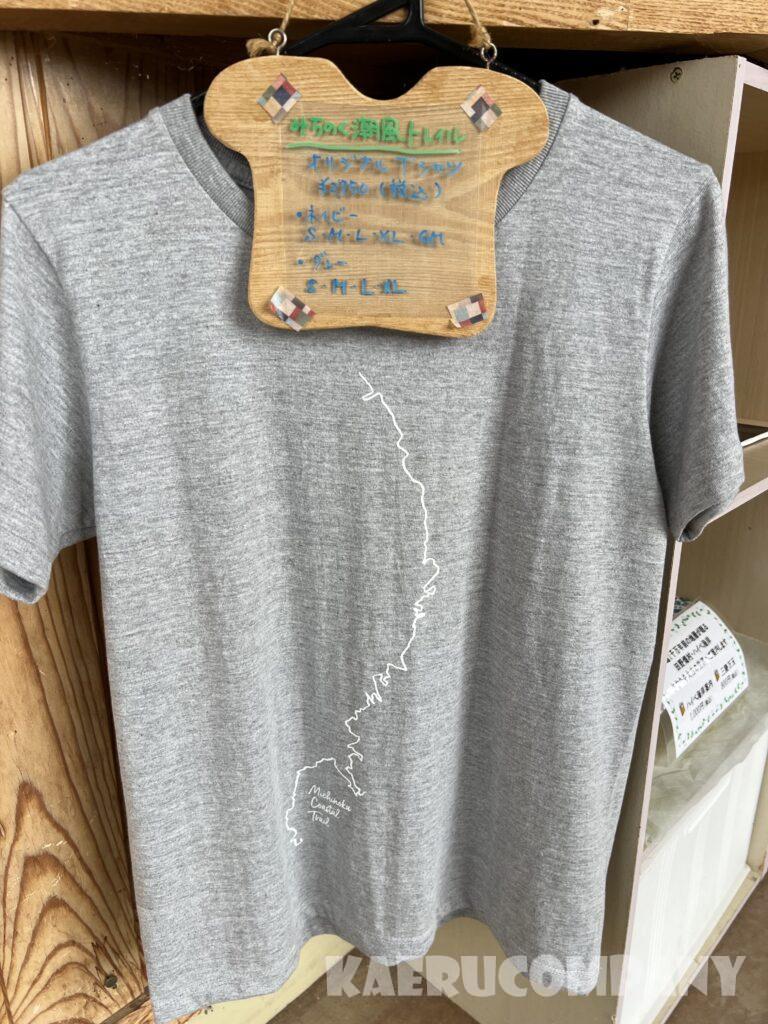 みちのく潮風トレイル
オリジナルTシャツ
¥2750(税込)
・ネイビー
S・M・L・XL・GM
・グレー
S・M・L・XL
Michinoku
Coastal
Trail
KAERUCOMPANY